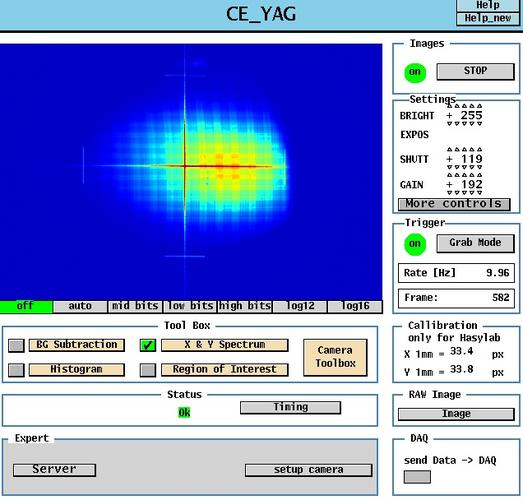 CE_YAG
Help
Help_new
Images
on
STOP
Settings
BRIGHT + 255
EXPOS
SHUTT + 119
GAIN + 192
More controls
Trigger
on
Grab Mode
Rate [Hz] 9.96
Frame: 582
off auto mid bits low bits high bits log12 log16
Tool Box
BG Subtraction X & Y Spectrum
Histogram Region of Interest
Camera
Toolbox
Callibration
only for Hasylab
X 1mm = 33.4 px
Y 1mm = 33.8 px
Status
Ok
Timing
RAW Image
Image
Expert
Server
setup camera
DAQ
send Data -> DAQ